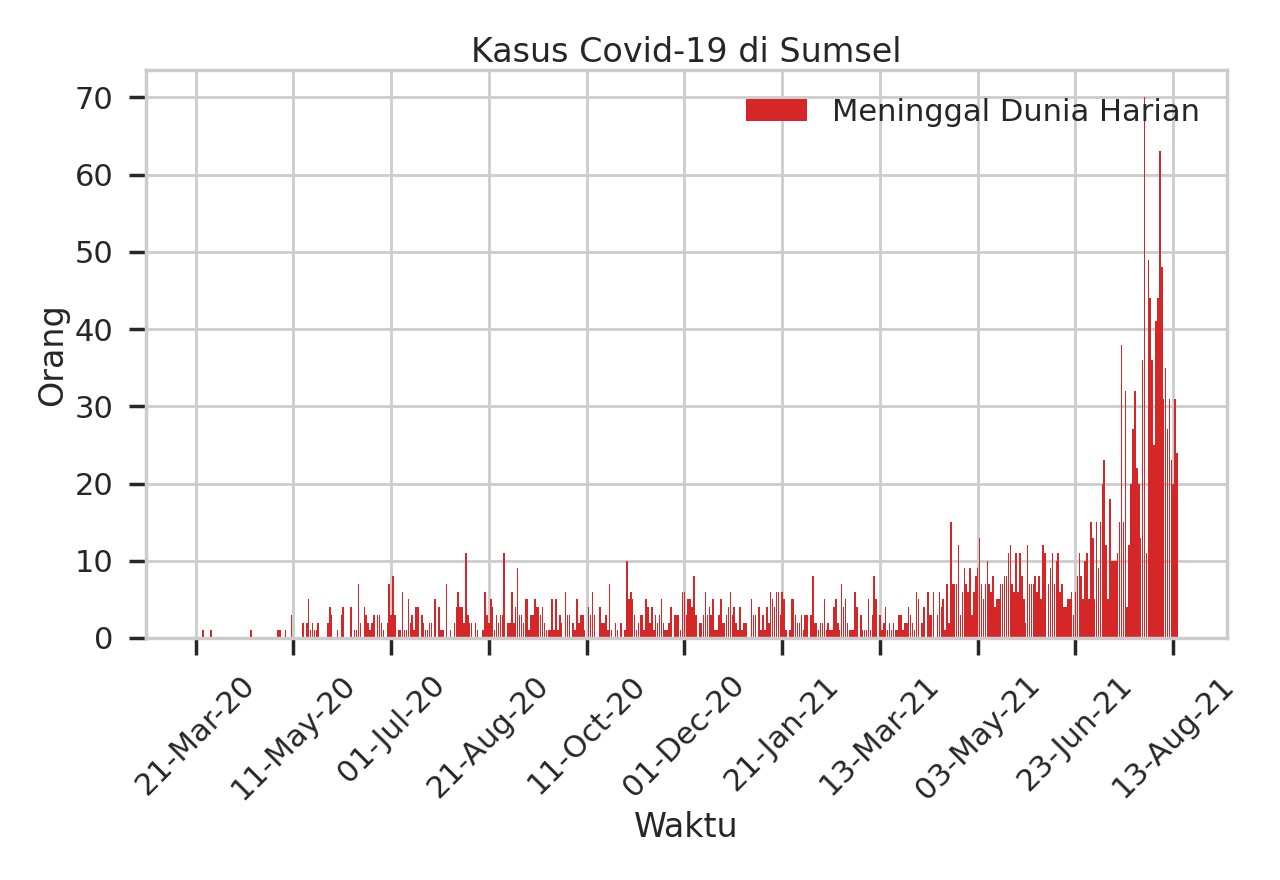 Kasus Covid-19 di Sumsel
Meninggal Dunia Harian
70
60
50
40
30
20
10
0
Orang
21-Mar-20
11-May-20
01-Jul-20
21-Aug-20
11-Oct-20
01-Dec-20
21-Jan-21
13-Mar-21
03-May-21
23-Jun-21
13-Aug-21
Waktu